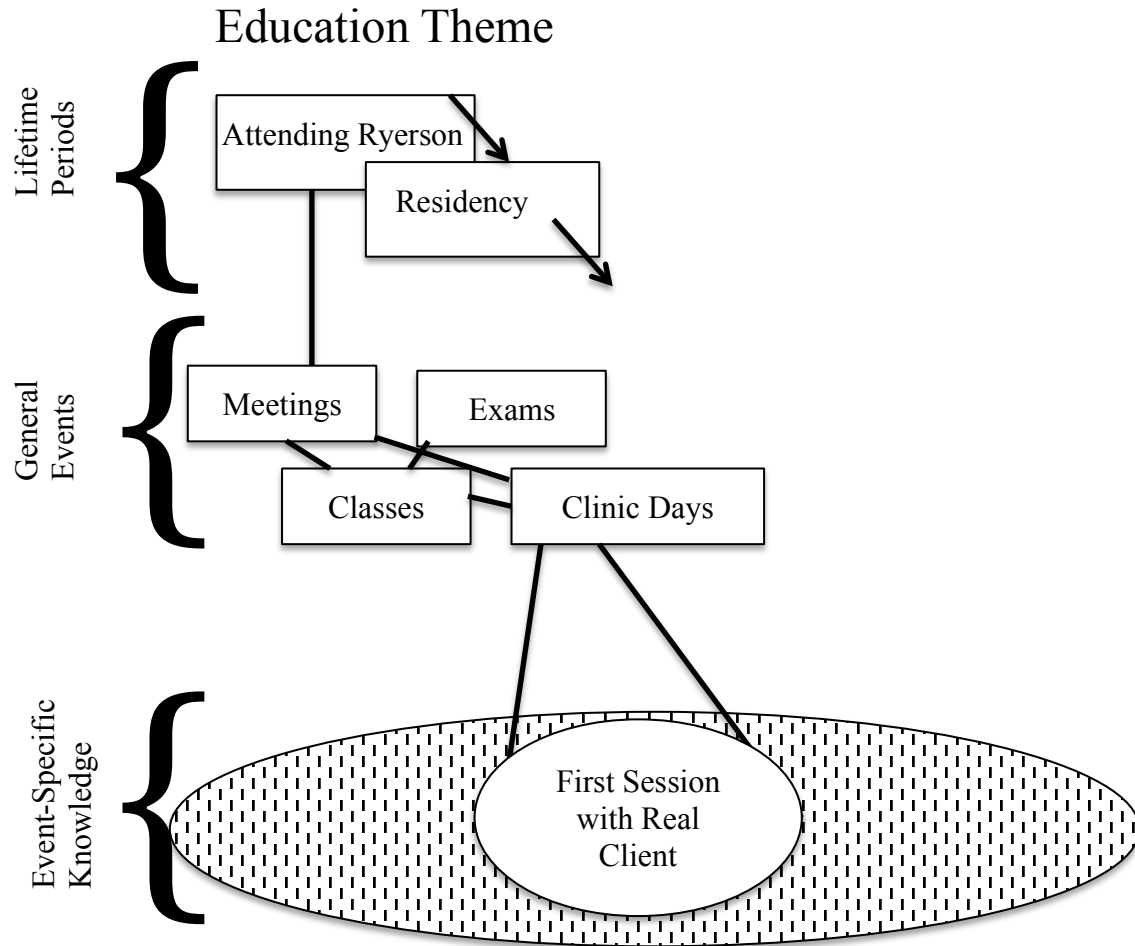 Education Theme
Lifetime
Periods
Attending Ryerson
Residency
General
Events
Meetings
Exams
Classes
Clinic Days
Event-Specific
Knowledge
First Session
with Real
Client